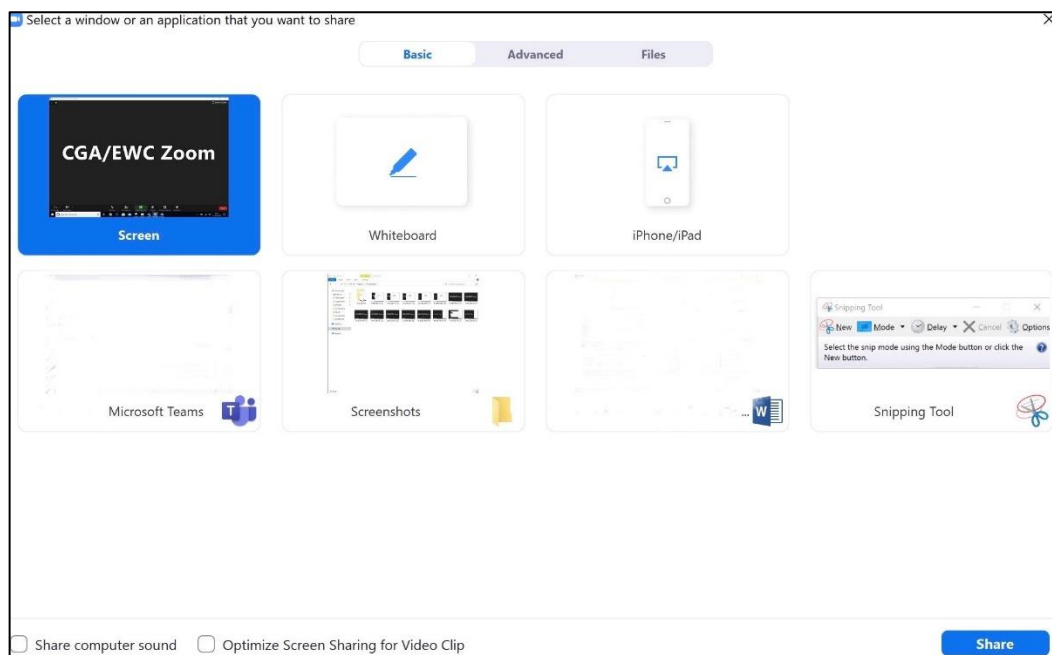 Select a window or an application that you want to share
Basic Advanced Files
CGA/EWC Zoom
Screen
Whiteboard
iPhone/iPad
Microsoft Teams
Screenshots
...
Snipping Tool
New Mode Delay Cancel Options
Select the snip mode using the Mode button or click the
New button.
Snipping Tool
Share computer sound
Optimize Screen Sharing for Video Clip
Share